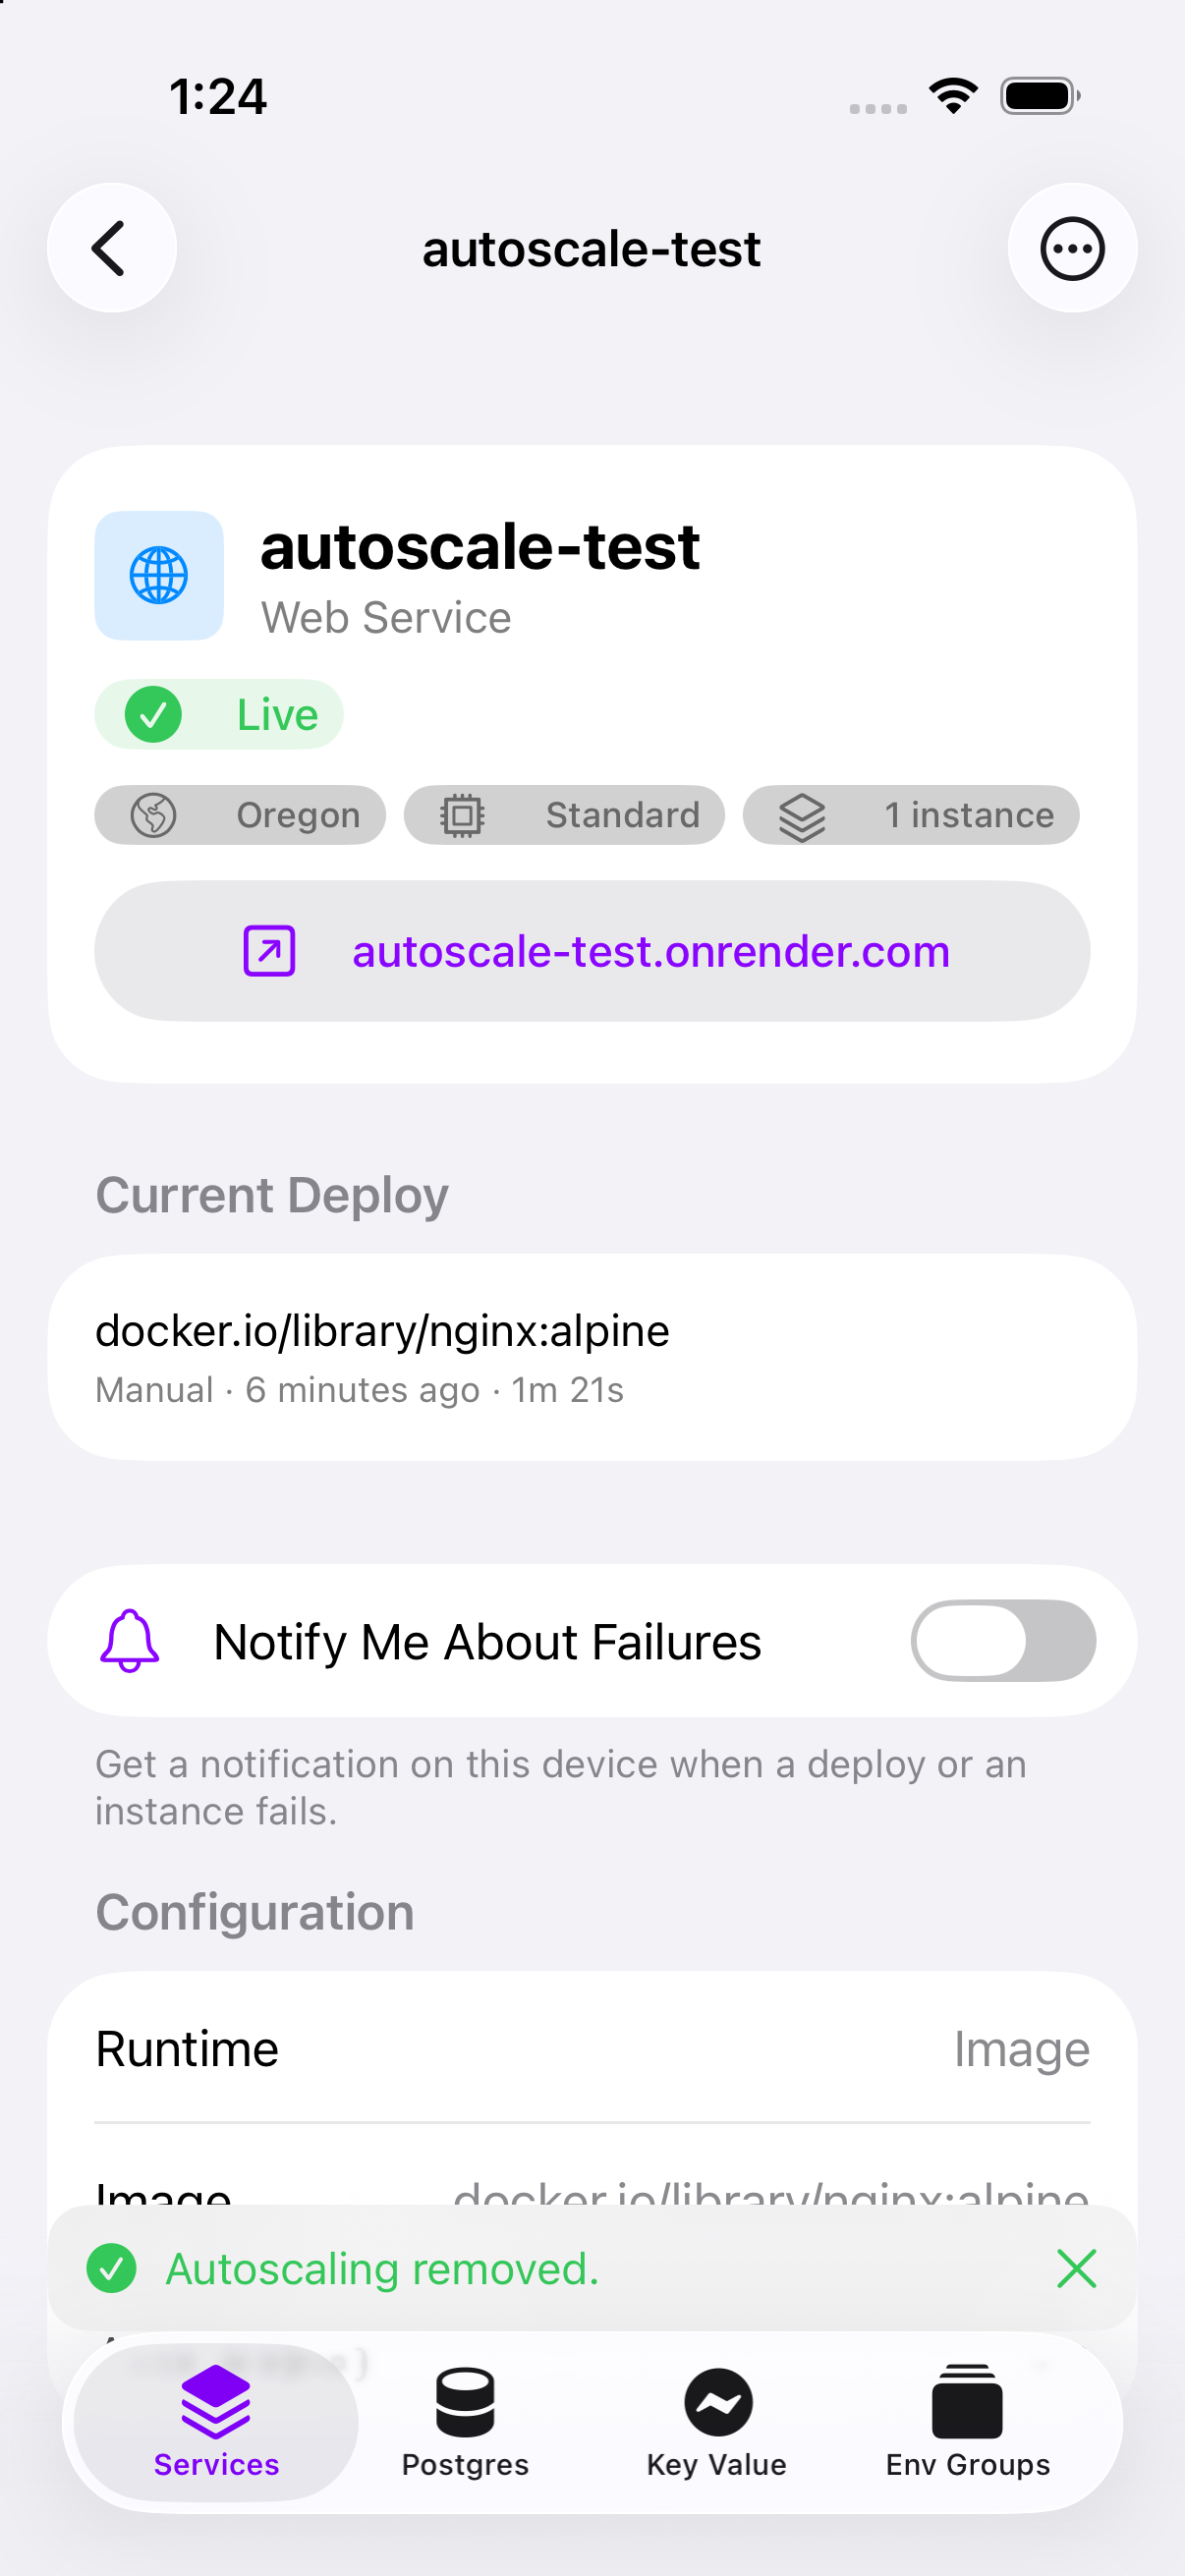 1:24
autoscale-test
autoscale-test
Web Service
Live
Oregon
Standard
1 instance
autoscale-test.onrender.com
Current Deploy
docker.io/library/nginx:alpine
Manual · 6 minutes ago · 1m 21s
Notify Me About Failures
Get a notification on this device when a deploy or an
instance fails.
Configuration
Runtime
Image
Image
docker.io/library/nginx:alpine
Autoscaling removed.
Services
Postgres
Key Value
Env Groups